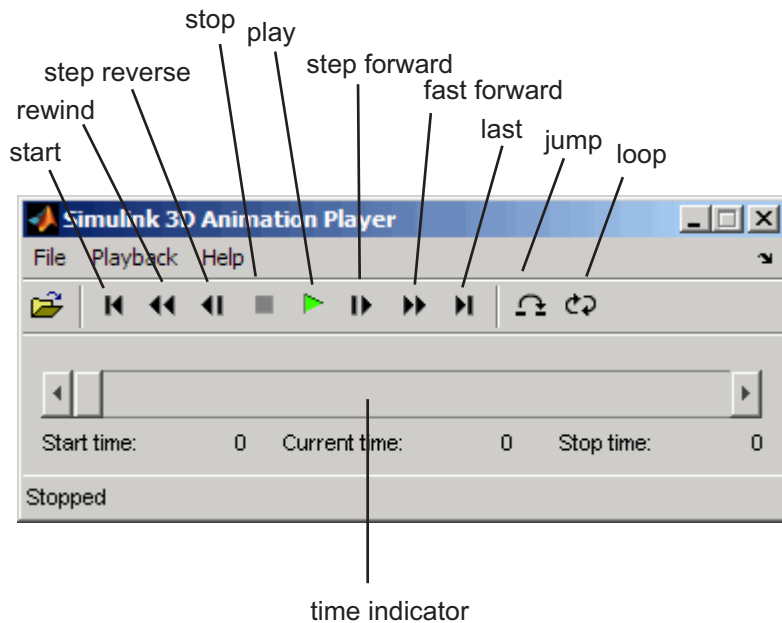 stop
play
step reverse
step forward
rewind
fast forward
start
last
jump
loop
Simulink 3D Animation Player
File Playback Help
Start time: 0 Current time: 0 Stop time: 0
Stopped
time indicator